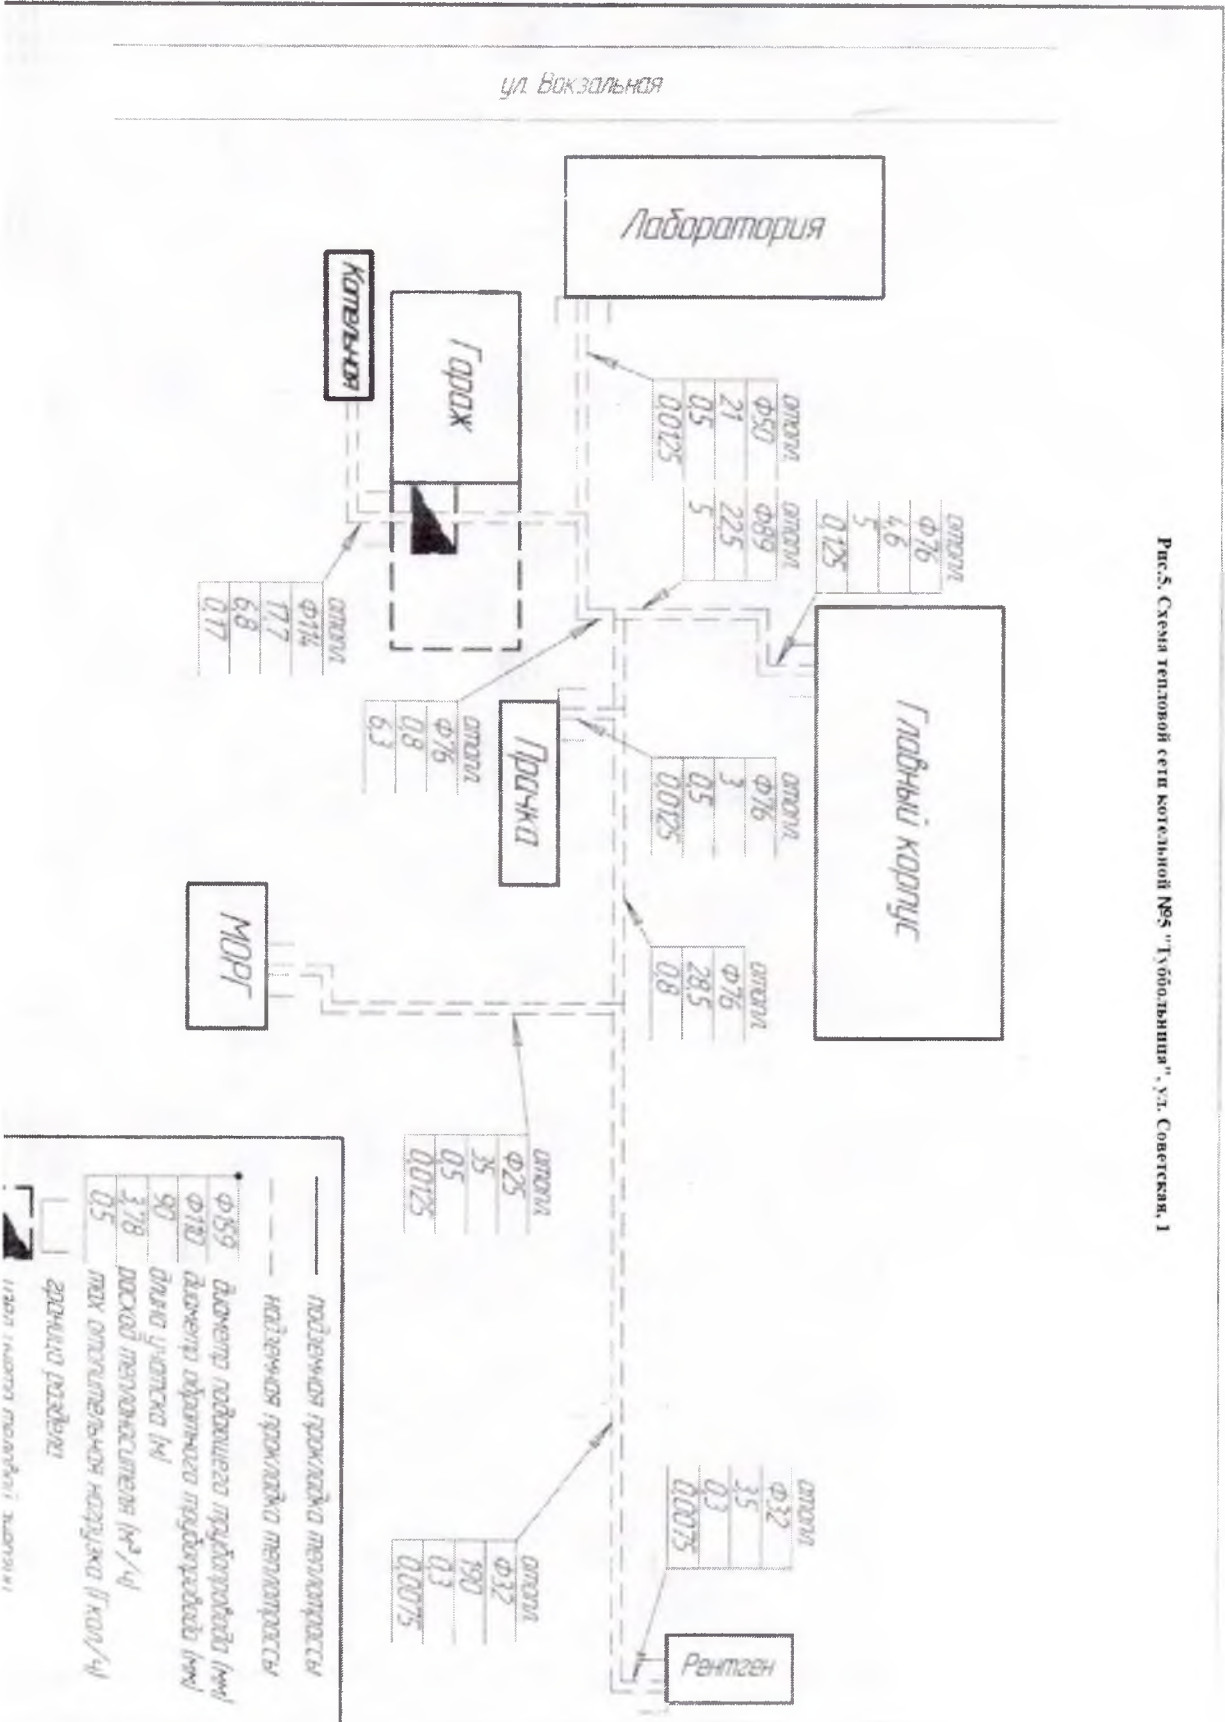 Рис.5. Схема тепловой сети котельной №5 "Тубольница", ул. Советская, 1
ул. Вокзальная
Лаборатория
Котельная
Гараж
отопл.
Ф50
21
0,5
0,0125
отопл.
Ф89
22,5
5
отопл.
Ф76
4,6
5
0,125
отопл.
Ф114
17,7
6,8
0,17
Главный корпус
отопл.
Ф76
0,8
6,3
Прачка
отопл.
Ф76
3
0,5
0,0125
МОРГ
отопл.
Ф76
28,5
0,8
отопл.
Ф25
35
0,5
0,0125
отопл.
Ф32
3,5
0,3
0,0075
отопл.
Ф32
190
0,3
0,0075
Рентген
подземная прокладка теплотрассы
надземная прокладка теплотрассы
Ф159 диаметр подающего трубопровода (мм)
Ф110 диаметр обратного трубопровода (мм)
90 длина участка (м)
3,78 расход теплоносителя (м³/ч)
0,5 max отопительная нагрузка (Гкал/ч)
граница раздела